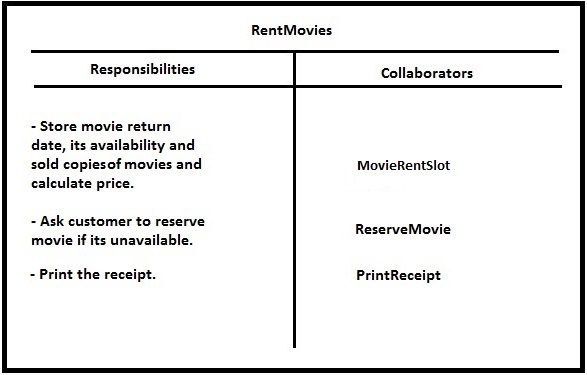 RentMovies
Responsibilities
Collaborators
- Store movie return
date, its availability and
sold copiesof movies and
calculate price.
MovieRentSlot
- Ask customer to reserve
movie if its unavailable.
ReserveMovie
- Print the receipt.
PrintReceipt